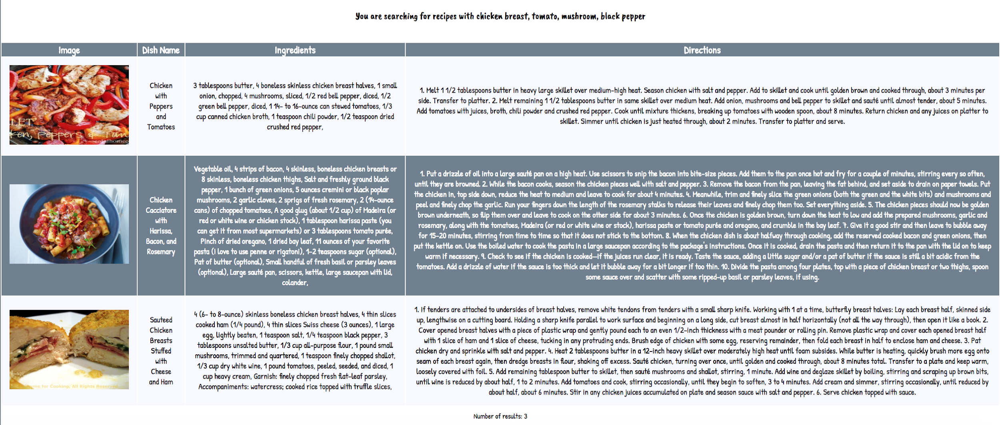 You are searching for recipes with chicken breast, tomato, mushroom, black pepper
Image
Dish Name
Ingredients
Directions
LET
ken, Peppers & Tom
eatathomec
Chicken
with
Peppers
and
Tomatoes
3 tablespoons butter, 4 boneless skinless chicken breast halves, 1 small
onion, chopped, 4 mushrooms, sliced, 1/2 red bell pepper, diced, 1/2
green bell pepper, diced, 1 14- to 16-ounce can stewed tomatoes, 1/3
cup canned chicken broth, 1 teaspoon chili powder, 1/2 teaspoon dried
crushed red pepper,
1. Melt 1 1/2 tablespoons butter in heavy large skillet over medium-high heat. Season chicken with salt and pepper. Add to skillet and cook until golden brown and cooked through, about 3 minutes per
side. Transfer to platter. 2. Melt remaining 1 1/2 tablespoons butter in same skillet over medium heat. Add onion, mushrooms and bell pepper to skillet and sauté until almost tender, about 5 minutes.
Add tomatoes with juices, broth, chili powder and crushed red pepper. Cook until mixture thickens, breaking up tomatoes with wooden spoon, about 8 minutes. Return chicken and any juices on platter to
skillet. Simmer until chicken is just heated through, about 2 minutes. Transfer to platter and serve.
Chicken
Cacciatore
with
Harissa,
Bacon, and
Rosemary
Vegetable oil, 4 strips of bacon, 4 skinless, boneless chicken breasts or
8 skinless, boneless chicken thighs, Salt and freshly ground black
pepper, 1 bunch of green onions, 5 ounces cremini or black poplar
mushrooms, 2 garlic cloves, 2 sprigs of fresh rosemary, 2 (14-ounce
cans) of chopped tomatoes, A good glug (about 1/2 cup) of Madeira (or
red or white wine or chicken stock), 1 tablespoon harissa paste (you
can get it from most supermarkets) or 3 tablespoons tomato purée,
Pinch of dried oregano, 1 dried bay leaf, 11 ounces of your favorite
pasta (I love to use penne or rigatoni), 1-2 teaspoons sugar (optional),
Pat of butter (optional), Small handful of fresh basil or parsley leaves
(optional), Large sauté pan, scissors, kettle, large saucepan with lid,
colander,
1. Put a drizzle of oil into a large sauté pan on a high heat. Use scissors to snip the bacon into bite-size pieces. Add them to the pan once hot and fry for a couple of minutes, stirring every so often,
until they are browned. 2. While the bacon cooks, season the chicken pieces well with salt and pepper. 3. Remove the bacon from the pan, leaving the fat behind, and set aside to drain on paper towels. Put
the chicken in, top side down, reduce the heat to medium and leave to cook for about 4 minutes. 4. Meanwhile, trim and finely slice the green onions (both the green and the white bits) and mushrooms and
peel and finely chop the garlic. Run your fingers down the length of the rosemary stalks to release their leaves and finely chop them too. Set everything aside. 5. The chicken pieces should now be golden
brown underneath, so flip them over and leave to cook on the other side for about 3 minutes. 6. Once the chicken is golden brown, turn down the heat to low and add the prepared mushrooms, garlic and
rosemary, along with the tomatoes, Madeira (or red or white wine or stock), harissa paste or tomato purée and oregano, and crumble in the bay leaf. 7. Give it a good stir and then leave to bubble away
for 15-20 minutes, stirring from time to time so that it does not stick to the bottom. 8. When the chicken dish is about halfway through cooking, add the reserved cooked bacon and green onions, then
put the kettle on. Use the boiled water to cook the pasta in a large saucepan according to the package's instructions. Once it is cooked, drain the pasta and then return it to the pan with the lid on to keep
warm if necessary. 9. Check to see if the chicken is cooked—if the juices run clear, it is ready. Taste the sauce, adding a little sugar and/or a pat of butter if the sauce is still a bit acidic from the
tomatoes. Add a drizzle of water if the sauce is too thick and let it bubble away for a bit longer if too thin. 10. Divide the pasta among four plates, top with a piece of chicken breast or two thighs, spoon
some sauce over and scatter with some ripped-up basil or parsley leaves, if using.
yme for Cooking, All Rights Reserved
Sauteed
Chicken
Breasts
Stuffed
with
Cheese
and Ham
4 (6- to 8-ounce) skinless boneless chicken breast halves, 4 thin slices
cooked ham (1/4 pound), 4 thin slices Swiss cheese (3 ounces), 1 large
egg, lightly beaten, 1 teaspoon salt, 1/4 teaspoon black pepper, 3
tablespoons unsalted butter, 1/3 cup all-purpose flour, 1 pound small
mushrooms, trimmed and quartered, 1 teaspoon finely chopped shallot,
1/3 cup dry white wine, 1 pound tomatoes, peeled, seeded, and diced, 1
cup heavy cream, Garnish: finely chopped fresh flat-leaf parsley,
Accompaniments: watercress; cooked rice topped with truffle slices,
1. If tenders are attached to undersides of breast halves, remove white tendons from tenders with a small sharp knife. Working with 1 at a time, butterfly breast halves: Lay each breast half, skinned side
up, lengthwise on a cutting board. Holding a sharp knife parallel to work surface and beginning on a long side, cut breast almost in half horizontally (not all the way through), then open it like a book. 2.
Cover opened breast halves with a piece of plastic wrap and gently pound each to an even 1/2-inch thickness with a meat pounder or rolling pin. Remove plastic wrap and cover each opened breast half
with 1 slice of ham and 1 slice of cheese, tucking in any protruding ends. Brush edge of chicken with some egg, reserving remainder, then fold each breast in half to enclose ham and cheese. 3. Pat
chicken dry and sprinkle with salt and pepper. 4. Heat 2 tablespoons butter in a 12-inch heavy skillet over moderately high heat until foam subsides. While butter is heating, quickly brush more egg onto
seam of each breast again, then dredge breasts in flour, shaking off excess. Sauté chicken, turning over once, until golden and cooked through, about 8 minutes total. Transfer to a plate and keep warm,
loosely covered with foil. 5. Add remaining tablespoon butter to skillet, then sauté mushrooms and shallot, stirring, 1 minute. Add wine and deglaze skillet by boiling, stirring and scraping up brown bits,
until wine is reduced by about half, 1 to 2 minutes. Add tomatoes and cook, stirring occasionally, until they begin to soften, 3 to 4 minutes. Add cream and simmer, stirring occasionally, until reduced by
about half, about 6 minutes. Stir in any chicken juices accumulated on plate and season sauce with salt and pepper. 6. Serve chicken topped with sauce.
Number of results: 3